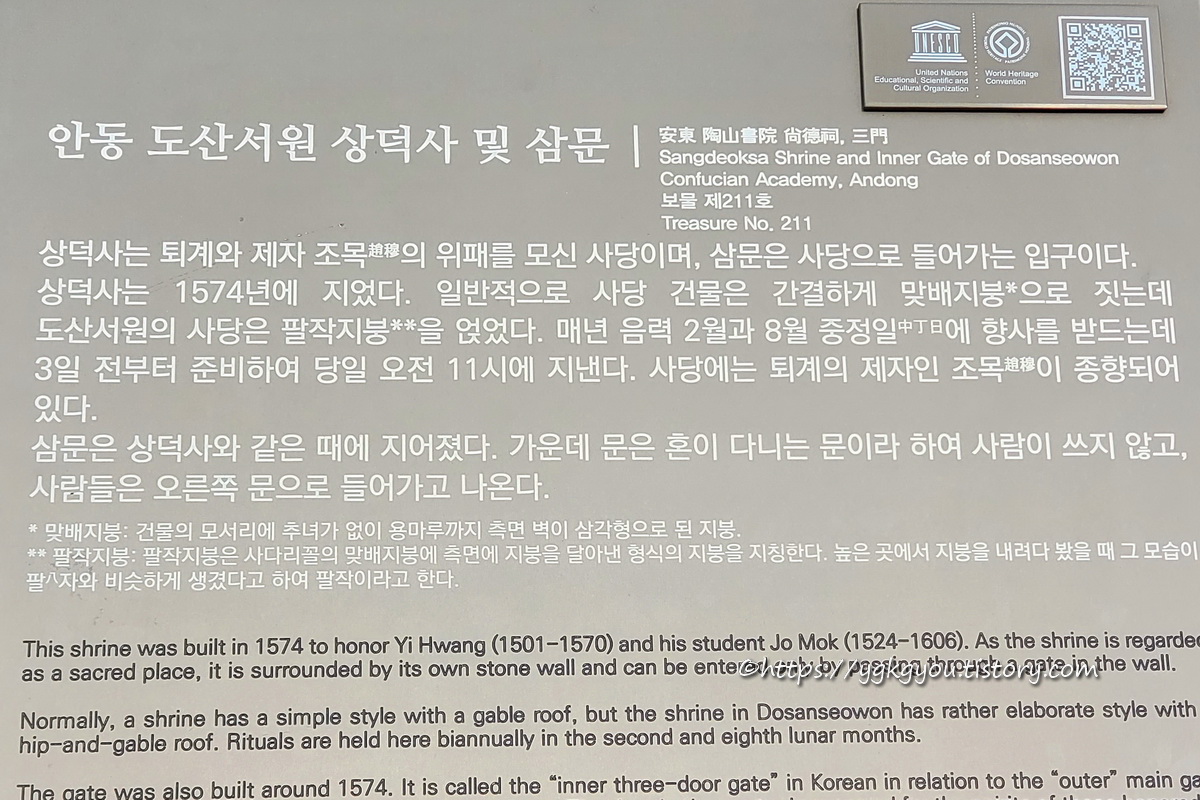 UNESCO
United Nations
Educational, Scientific and
Cultural Organization
World Heritage
Convention
안동 도산서원 상덕사 및 삼문
安東 陶山書院 尙德祠, 三門
Sangdeoksa Shrine and Inner Gate of Dosanseowon
Confucian Academy, Andong
보물 제211호
Treasure No. 211
상덕사는 퇴계와 제자 조목趙穆의 위패를 모신 사당이며, 삼문은 사당으로 들어가는 입구이다.
상덕사는 1574년에 지었다. 일반적으로 사당 건물은 간결하게 맞배지붕*으로 짓는데
도산서원의 사당은 팔작지붕**을 얹었다. 매년 음력 2월과 8월 중정일中丁日에 향사를 받드는데
3일 전부터 준비하여 당일 오전 11시에 지낸다. 사당에는 퇴계의 제자인 조목趙穆이 종향되어
있다.
삼문은 상덕사와 같은 때에 지어졌다. 가운데 문은 혼이 다니는 문이라 하여 사람이 쓰지 않고,
사람들은 오른쪽 문으로 들어가고 나온다.
* 맞배지붕: 건물의 모서리에 추녀가 없이 용마루까지 측면 벽이 삼각형으로 된 지붕.
** 팔작지붕: 팔작지붕은 사다리꼴의 맞배지붕에 측면에 지붕을 달아낸 형식의 지붕을 지칭한다. 높은 곳에서 지붕을 내려다 봤을 때 그 모습이
팔八자와 비슷하게 생겼다고 하여 팔작이라고 한다.
This shrine was built in 1574 to honor Yi Hwang (1501-1570) and his student Jo Mok (1524-1606). As the shrine is regarded
as a sacred place, it is surrounded by its own stone wall and can be entered only by passing through a gate in the wall.
©https://ygkgyou.tistory.com
Normally, a shrine has a simple style with a gable roof, but the shrine in Dosanseowon has rather elaborate style with
hip-and-gable roof. Rituals are held here biannually in the second and eighth lunar months.
The gate was also built around 1574. It is called the “inner three-door gate” in Korean in relation to the “outer” main